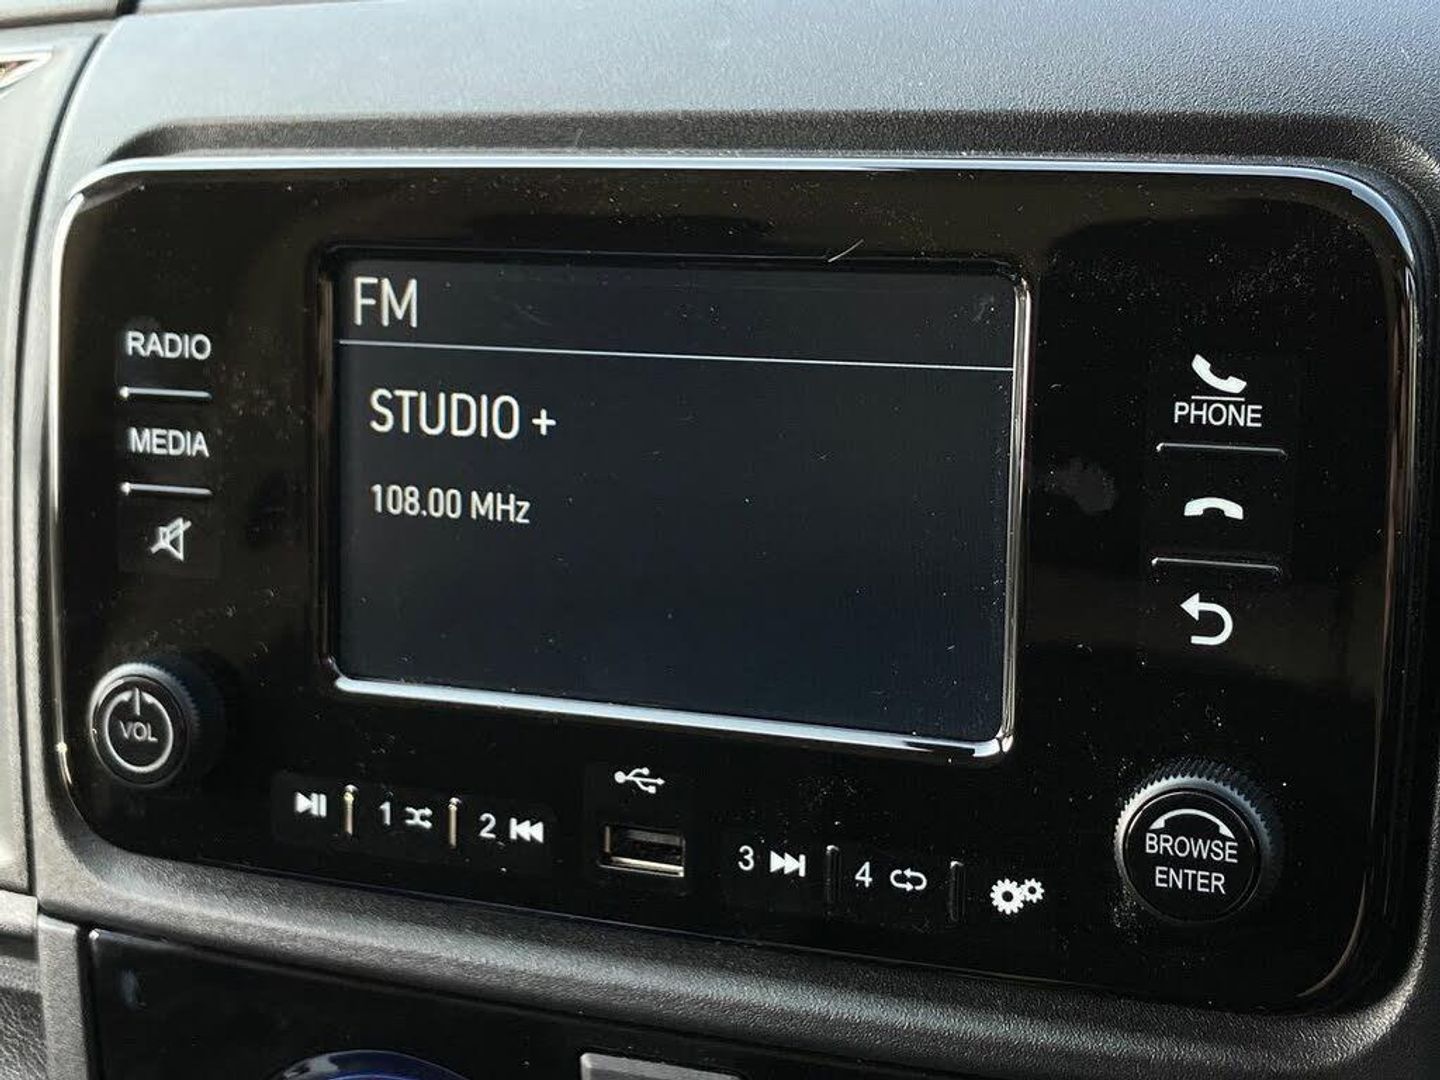 FM
RADIO
STUDIO +
PHONE
MEDIA
108.00 MHz
VOL
1
2
3
4
BROWSE
ENTER